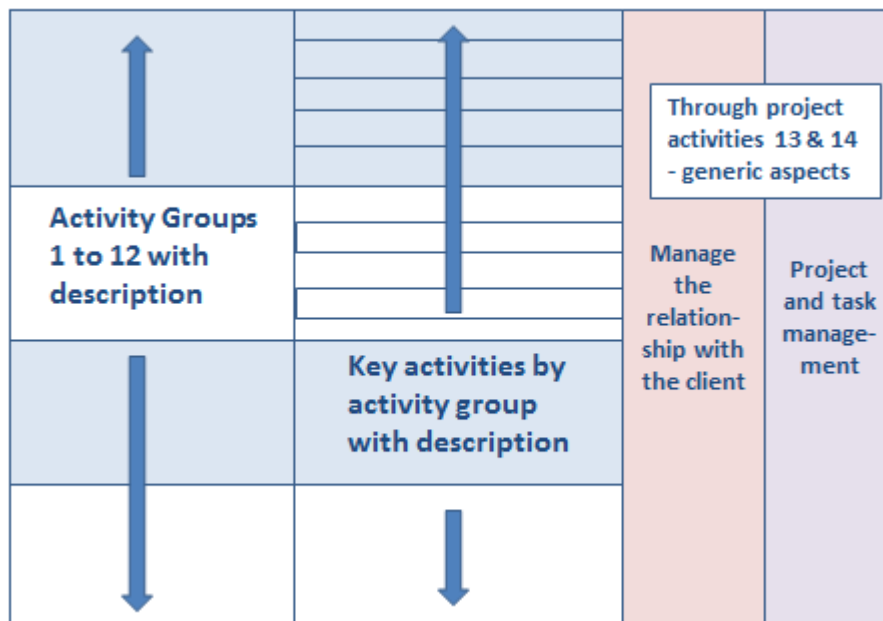 Activity Groups
1 to 12 with
description
Key activities by
activity group
with description
Through project
activities 13 & 14
- generic aspects
Manage
the
relation-
ship with
the client
Project
and task
manage-
ment